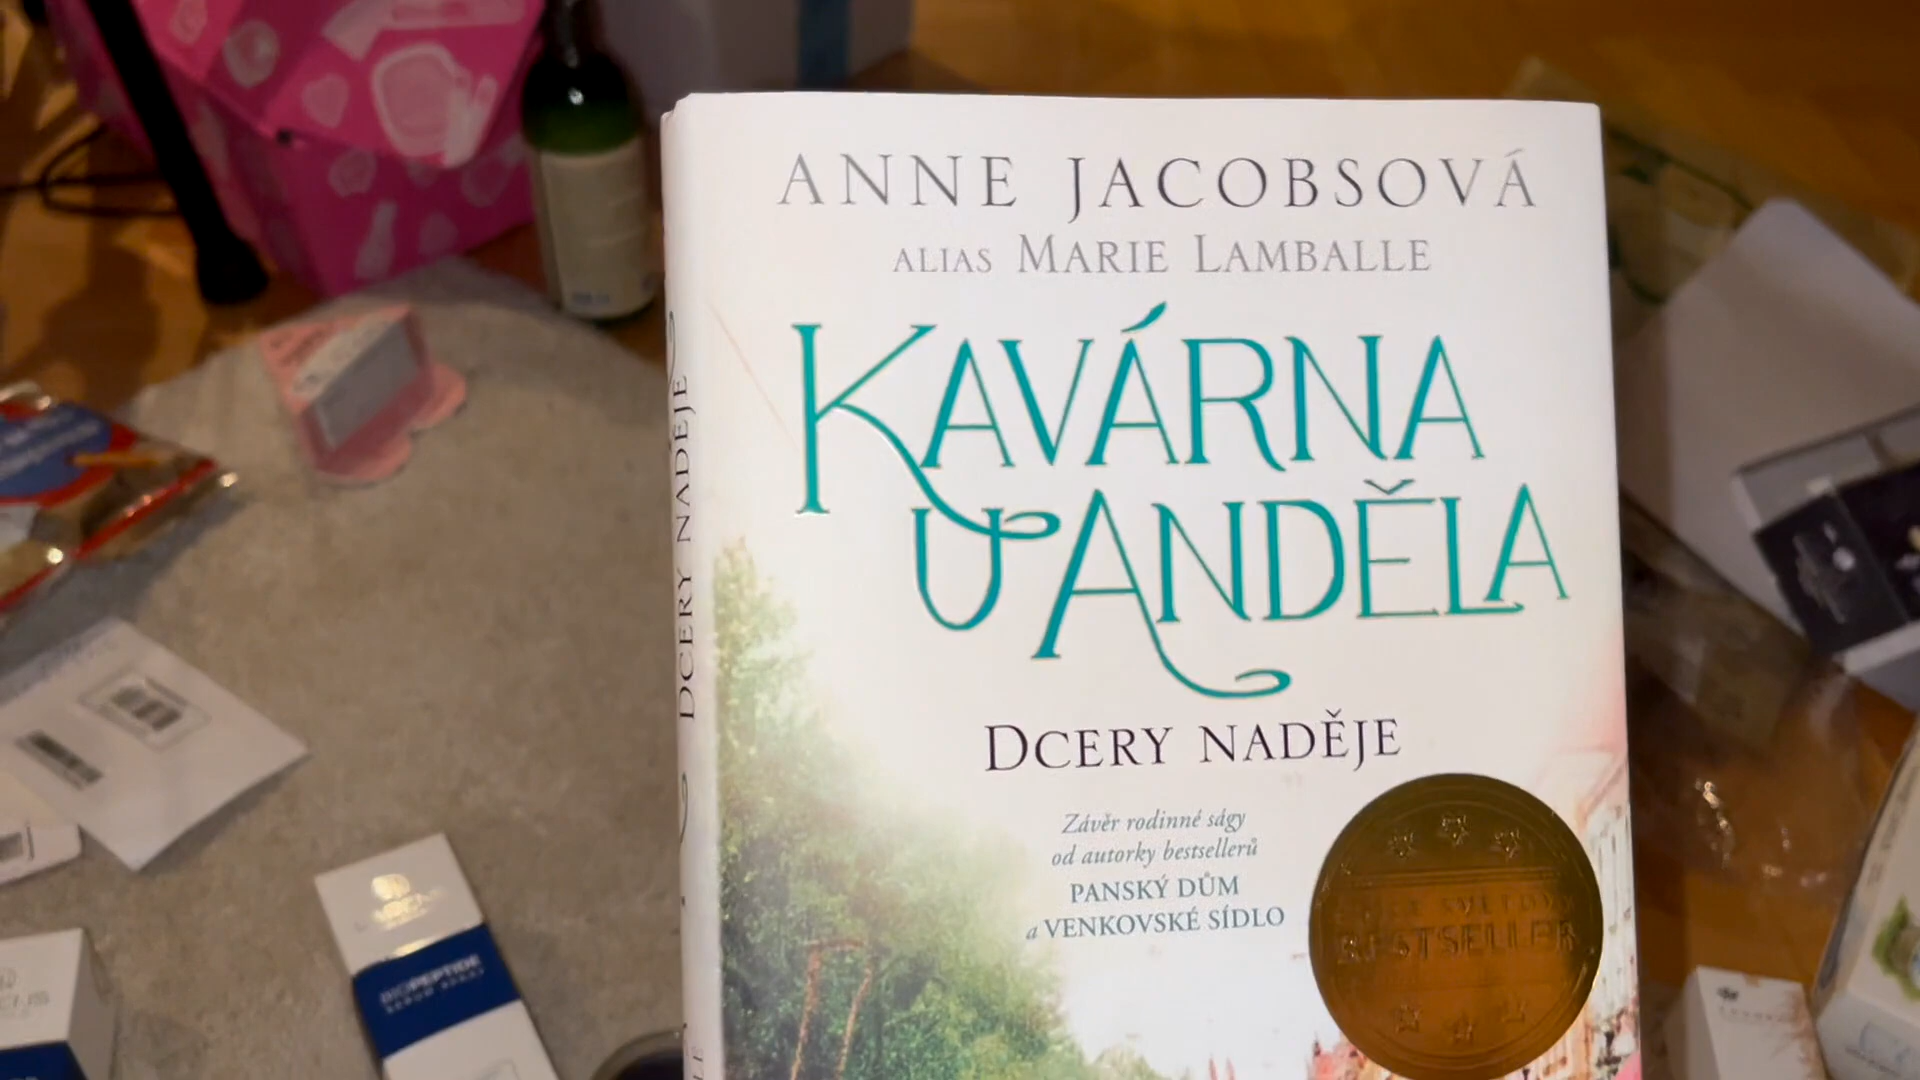 ANNE JACOBSOVÁ
ALIAS MARIE LAMBALLE
KAVÁRNA
U ANDĚLA
DCERY NADĚJE
Závěr rodinné ságy
od autorky bestsellerů
PANSKÝ DŮM
a VENKOVSKÉ SÍDLO
BESTSELLER
DCERY NADĚJE
BIOPEPTIDE